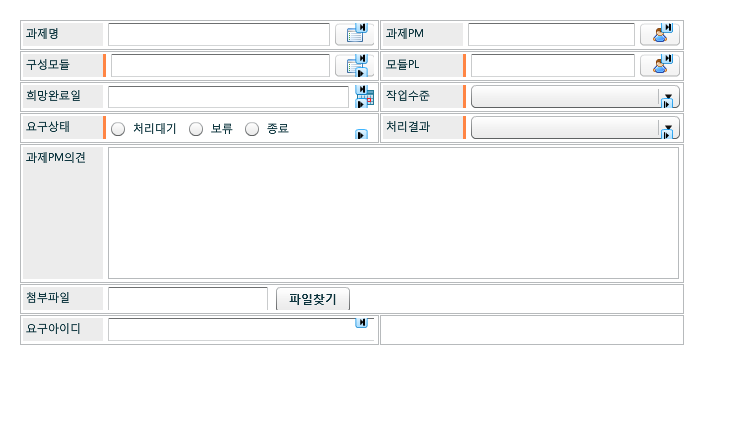 과제명
과제PM
구성모듈
모듈PL
희망완료일
작업수준
요구상태
처리대기
보류
종료
처리결과
과제PM의견
첨부파일
파일찾기
요구아이디